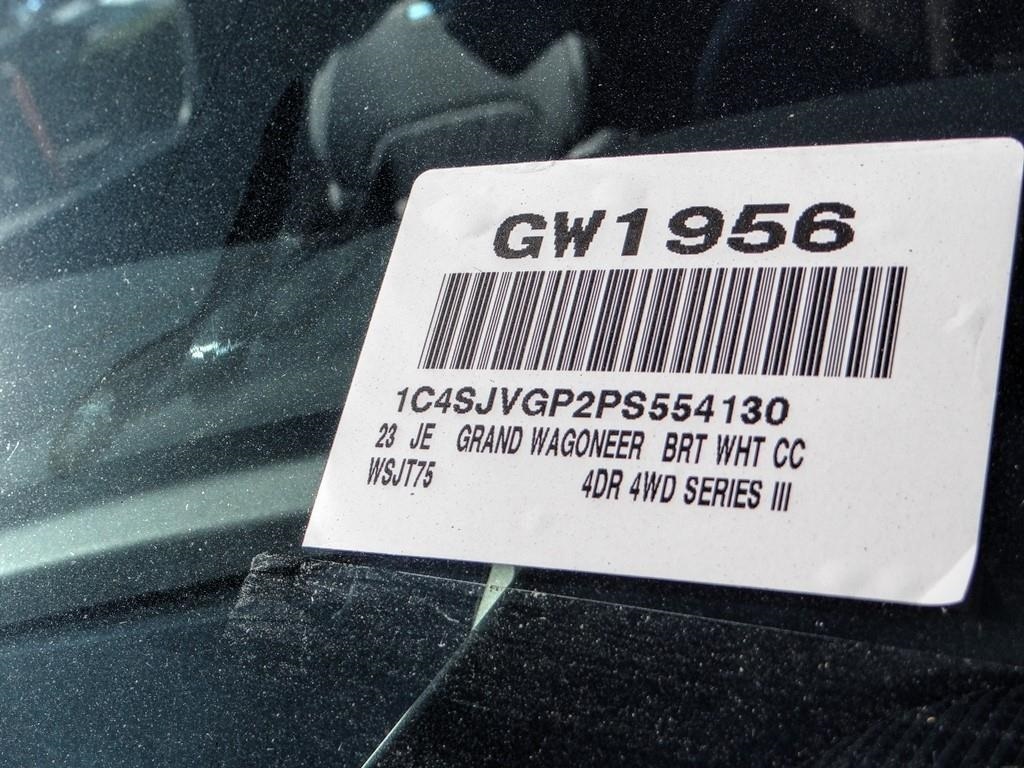 GW1956
1C4SJVGP2PS554130
23 JE GRAND WAGONEER BRT WHT CC
WSJT75 4DR 4WD SERIES III